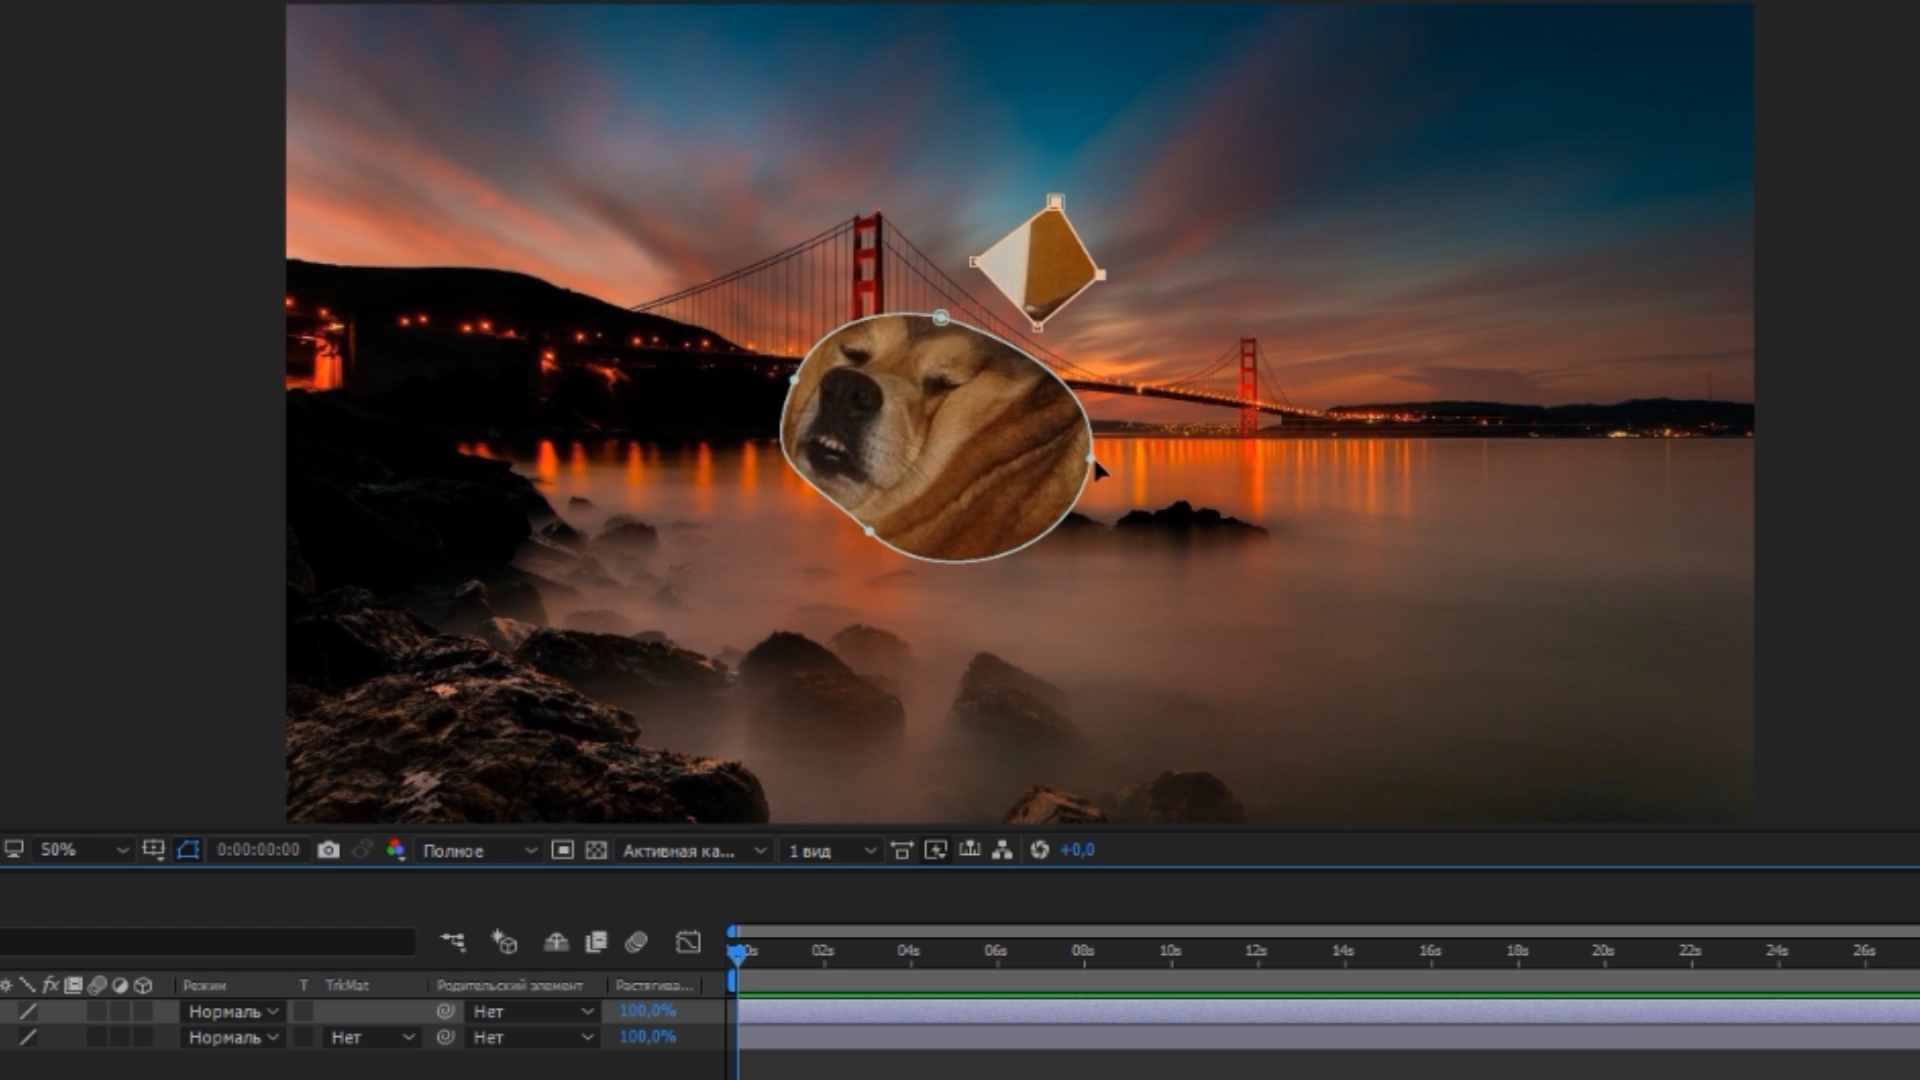 50% 0:00:00:00 Полное Активная ка... 1 вид +0,0
00s 02s 04s 06s 08s 10s 12s 14s 16s 18s 20s 22s 24s 26s
fx Режим T TrkMat Родительский элемент Растягива...
Нормаль Нет 100,0%
Нормаль Нет Нет 100,0%